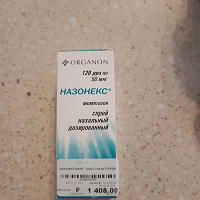 ORGANON
120 доз по
50 мкг
НАЗОНЕКС®
мометазон
спрей
назальный
дозированный
1 408,00